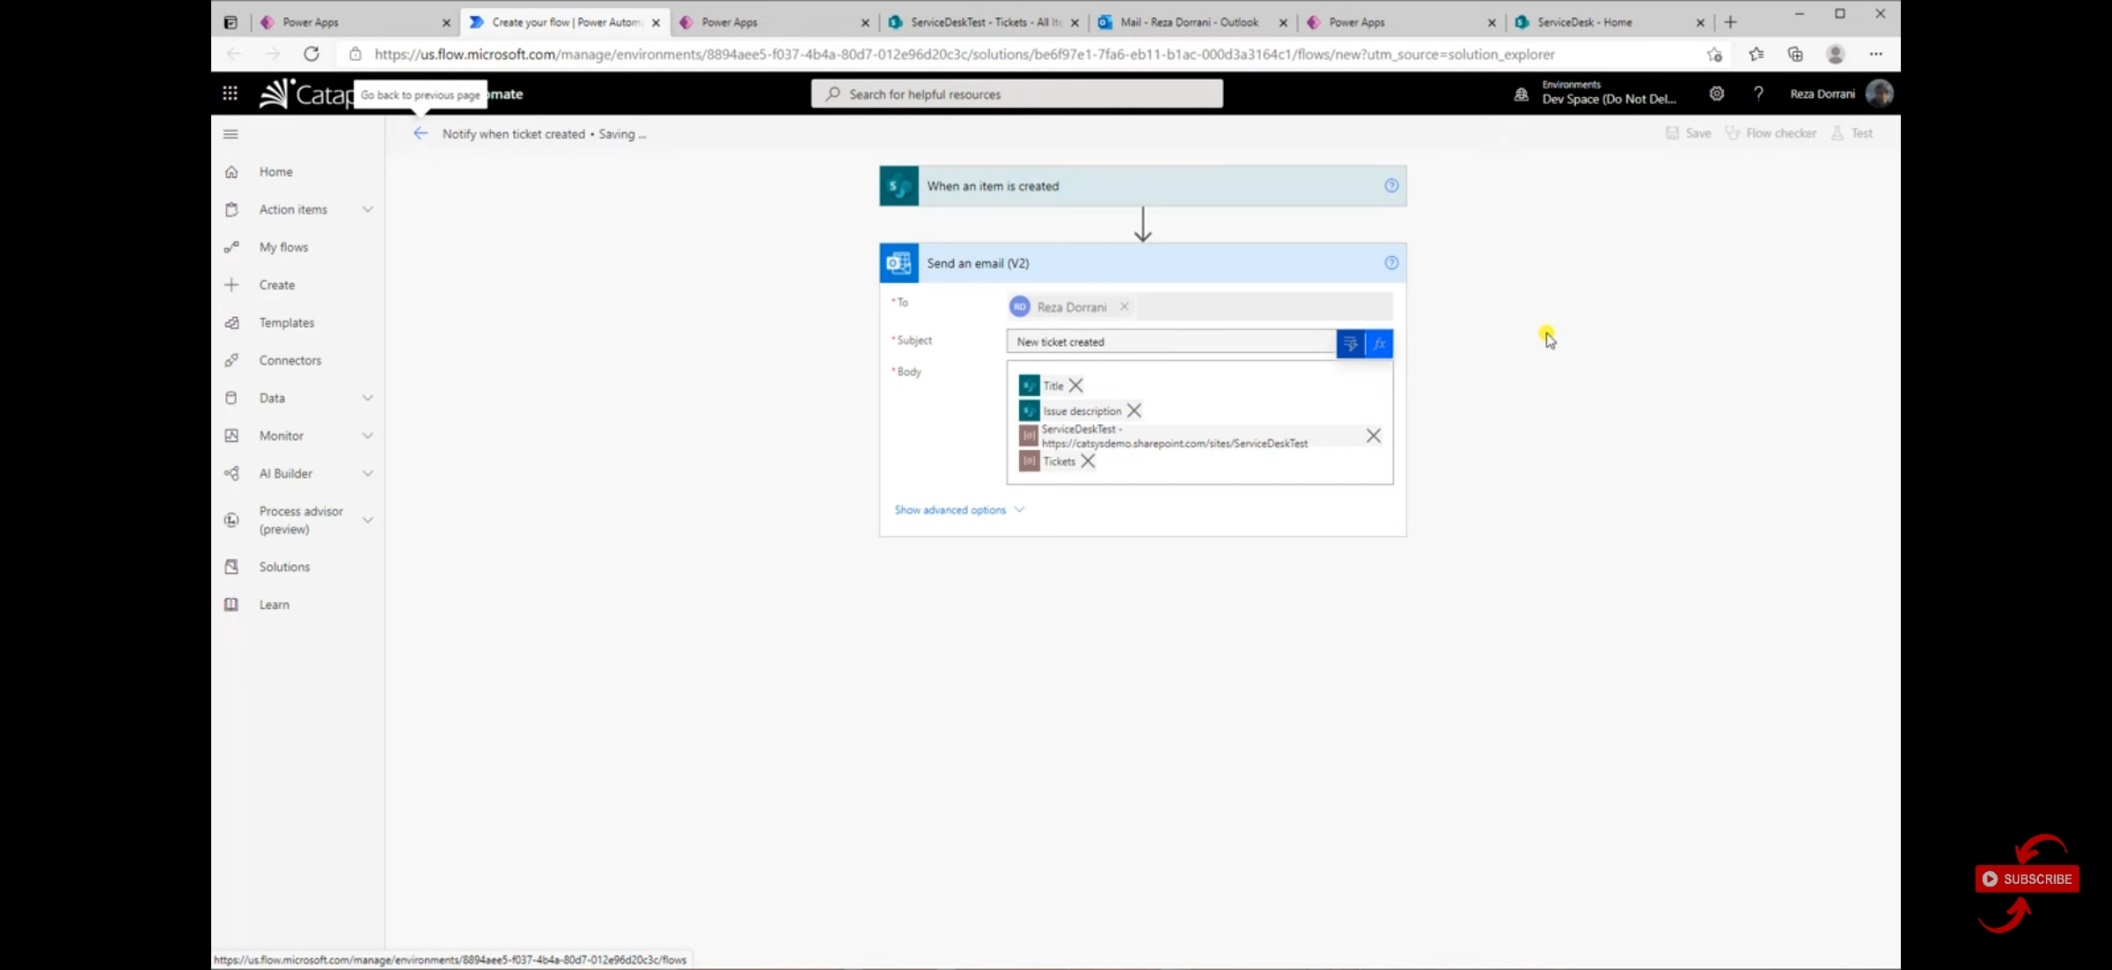 Power Apps
Create your flow | Power Autom
Power Apps
ServiceDeskTest - Tickets - All It
Mail - Reza Dorrani - Outlook
Power Apps
ServiceDesk - Home
https://us.flow.microsoft.com/manage/environments/8894aee5-f037-4b4a-80d7-012e96d20c3c/solutions/be6f97e1-7fa6-eb11-b1ac-000d3a3164c1/flows/new?utm_source=solution_explorer
Catap
Go back to previous page
omate
Search for helpful resources
Environments
Dev Space (Do Not Del...
?
Reza Dorrani
Notify when ticket created • Saving ...
Save
Flow checker
Test
Home
Action items
My flows
Create
Templates
Connectors
Data
Monitor
AI Builder
Process advisor
(preview)
Solutions
Learn
When an item is created
Send an email (V2)
* To
RD Reza Dorrani
* Subject
New ticket created
fx
* Body
Title
Issue description
ServiceDeskTest -
https://catsysdemo.sharepoint.com/sites/ServiceDeskTest
Tickets
Show advanced options
SUBSCRIBE
https://us.flow.microsoft.com/manage/environments/8894aee5-f037-4b4a-80d7-012e96d20c3c/flows